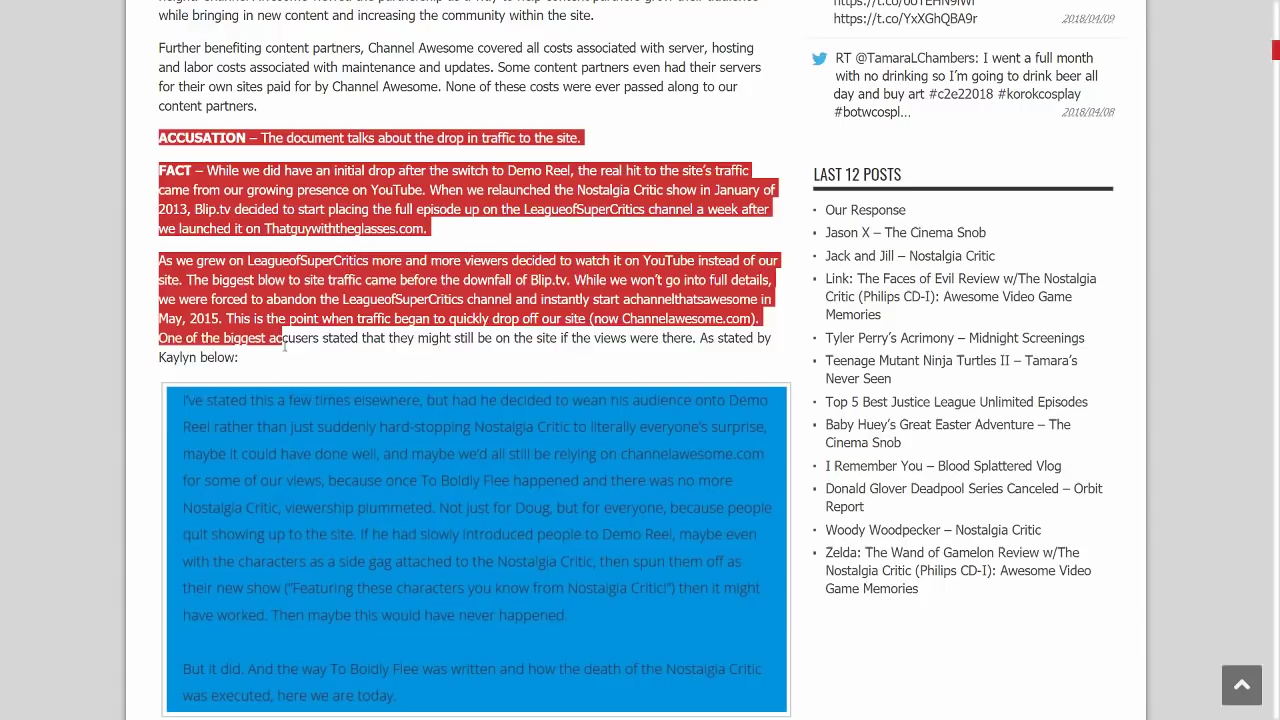 while bringing in new content and increasing the community within the site.
Further benefiting content partners, Channel Awesome covered all costs associated with server, hosting
and labor costs associated with maintenance and updates. Some content partners even had their servers
for their own sites paid for by Channel Awesome. None of these costs were ever passed along to our
content partners.
ACCUSATION – The document talks about the drop in traffic to the site.
FACT – While we did have an initial drop after the switch to Demo Reel, the real hit to the site's traffic
came from our growing presence on YouTube. When we relaunched the Nostalgia Critic show in January of
2013, Blip.tv decided to start placing the full episode up on the LeagueofSuperCritics channel a week after
we launched it on Thatguywiththeglasses.com.
As we grew on LeagueofSuperCritics more and more viewers decided to watch it on YouTube instead of our
site. The biggest blow to site traffic came before the downfall of Blip.tv. While we won't go into full details,
we were forced to abandon the LeagueofSuperCritics channel and instantly start achannelthatsawesome in
May, 2015. This is the point when traffic began to quickly drop off our site (now Channelawesome.com).
One of the biggest accusers stated that they might still be on the site if the views were there. As stated by
Kaylyn below:
I've stated this a few times elsewhere, but had he decided to wean his audience onto Demo
Reel rather than just suddenly hard-stopping Nostalgia Critic to literally everyone's surprise,
maybe it could have done well, and maybe we'd all still be relying on channelawesome.com
for some of our views, because once To Boldly Flee happened and there was no more
Nostalgia Critic, viewership plummeted. Not just for Doug, but for everyone, because people
quit showing up to the site. If he had slowly introduced people to Demo Reel, maybe even
with the characters as a side gag attached to the Nostalgia Critic, then spun them off as
their new show ("Featuring these characters you know from Nostalgia Critic!") then it might
have worked. Then maybe this would have never happened.
But it did. And the way To Boldly Flee was written and how the death of the Nostalgia Critic
was executed, here we are today.
https://t.co/YxXGhQBA9r
2018/04/09
RT @TamaraLChambers: I went a full month
with no drinking so I'm going to drink beer all
day and buy art #c2e22018 #korokcosplay
#botwcospl...
2018/04/08
LAST 12 POSTS
Our Response
Jason X – The Cinema Snob
Jack and Jill – Nostalgia Critic
Link: The Faces of Evil Review w/The Nostalgia
Critic (Philips CD-I): Awesome Video Game
Memories
Tyler Perry's Acrimony – Midnight Screenings
Teenage Mutant Ninja Turtles II – Tamara's
Never Seen
Top 5 Best Justice League Unlimited Episodes
Baby Huey's Great Easter Adventure – The
Cinema Snob
I Remember You – Blood Splattered Vlog
Donald Glover Deadpool Series Canceled – Orbit
Report
Woody Woodpecker – Nostalgia Critic
Zelda: The Wand of Gamelon Review w/The
Nostalgia Critic (Philips CD-I): Awesome Video
Game Memories